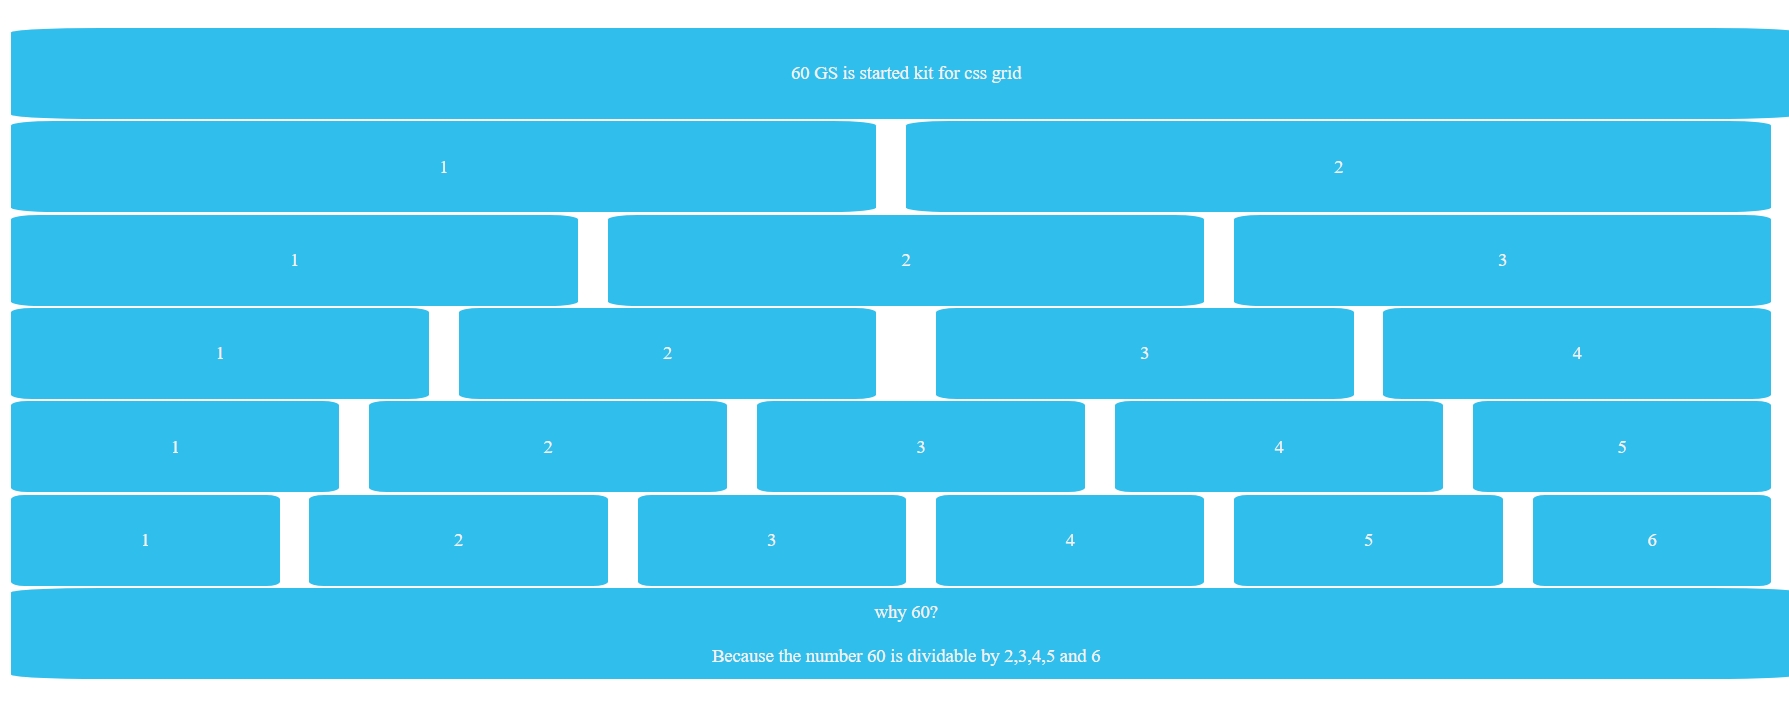 60 GS is started kit for css grid
1 2
1 2 3
1 2 3 4
1 2 3 4 5
1 2 3 4 5 6
why 60?
Because the number 60 is dividable by 2,3,4,5 and 6